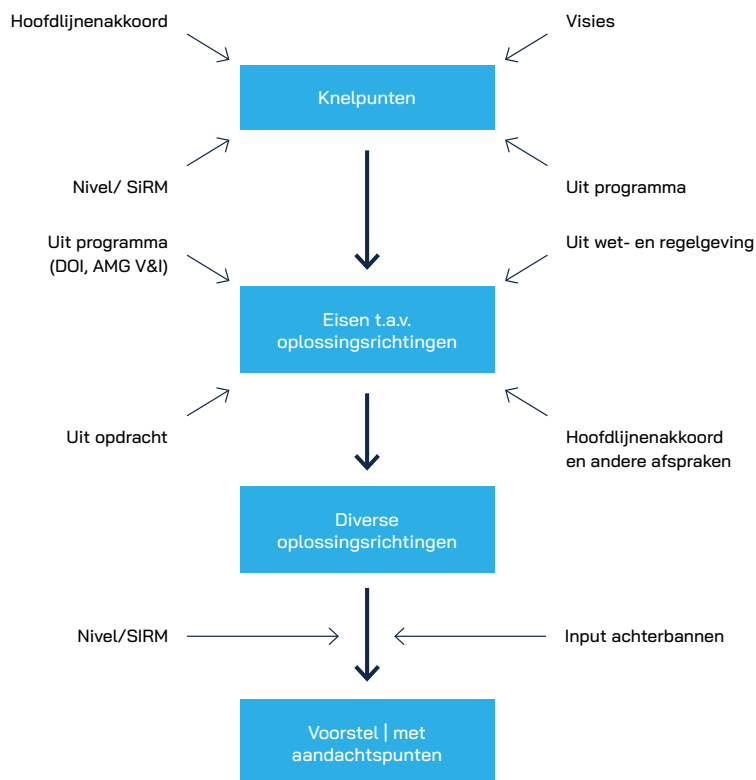 Hoofdlijnenakkoord
Visies
Knelpunten
Nivel/ SiRM
Uit programma
Uit programma
(DOI, AMG V&I)
Uit wet- en regelgeving
Eisen t.a.v.
oplossingsrichtingen
Uit opdracht
Hoofdlijnenakkoord
en andere afspraken
Diverse
oplossingsrichtingen
Nivel/SIRM
Input achterbannen
Voorstel | met
aandachtspunten